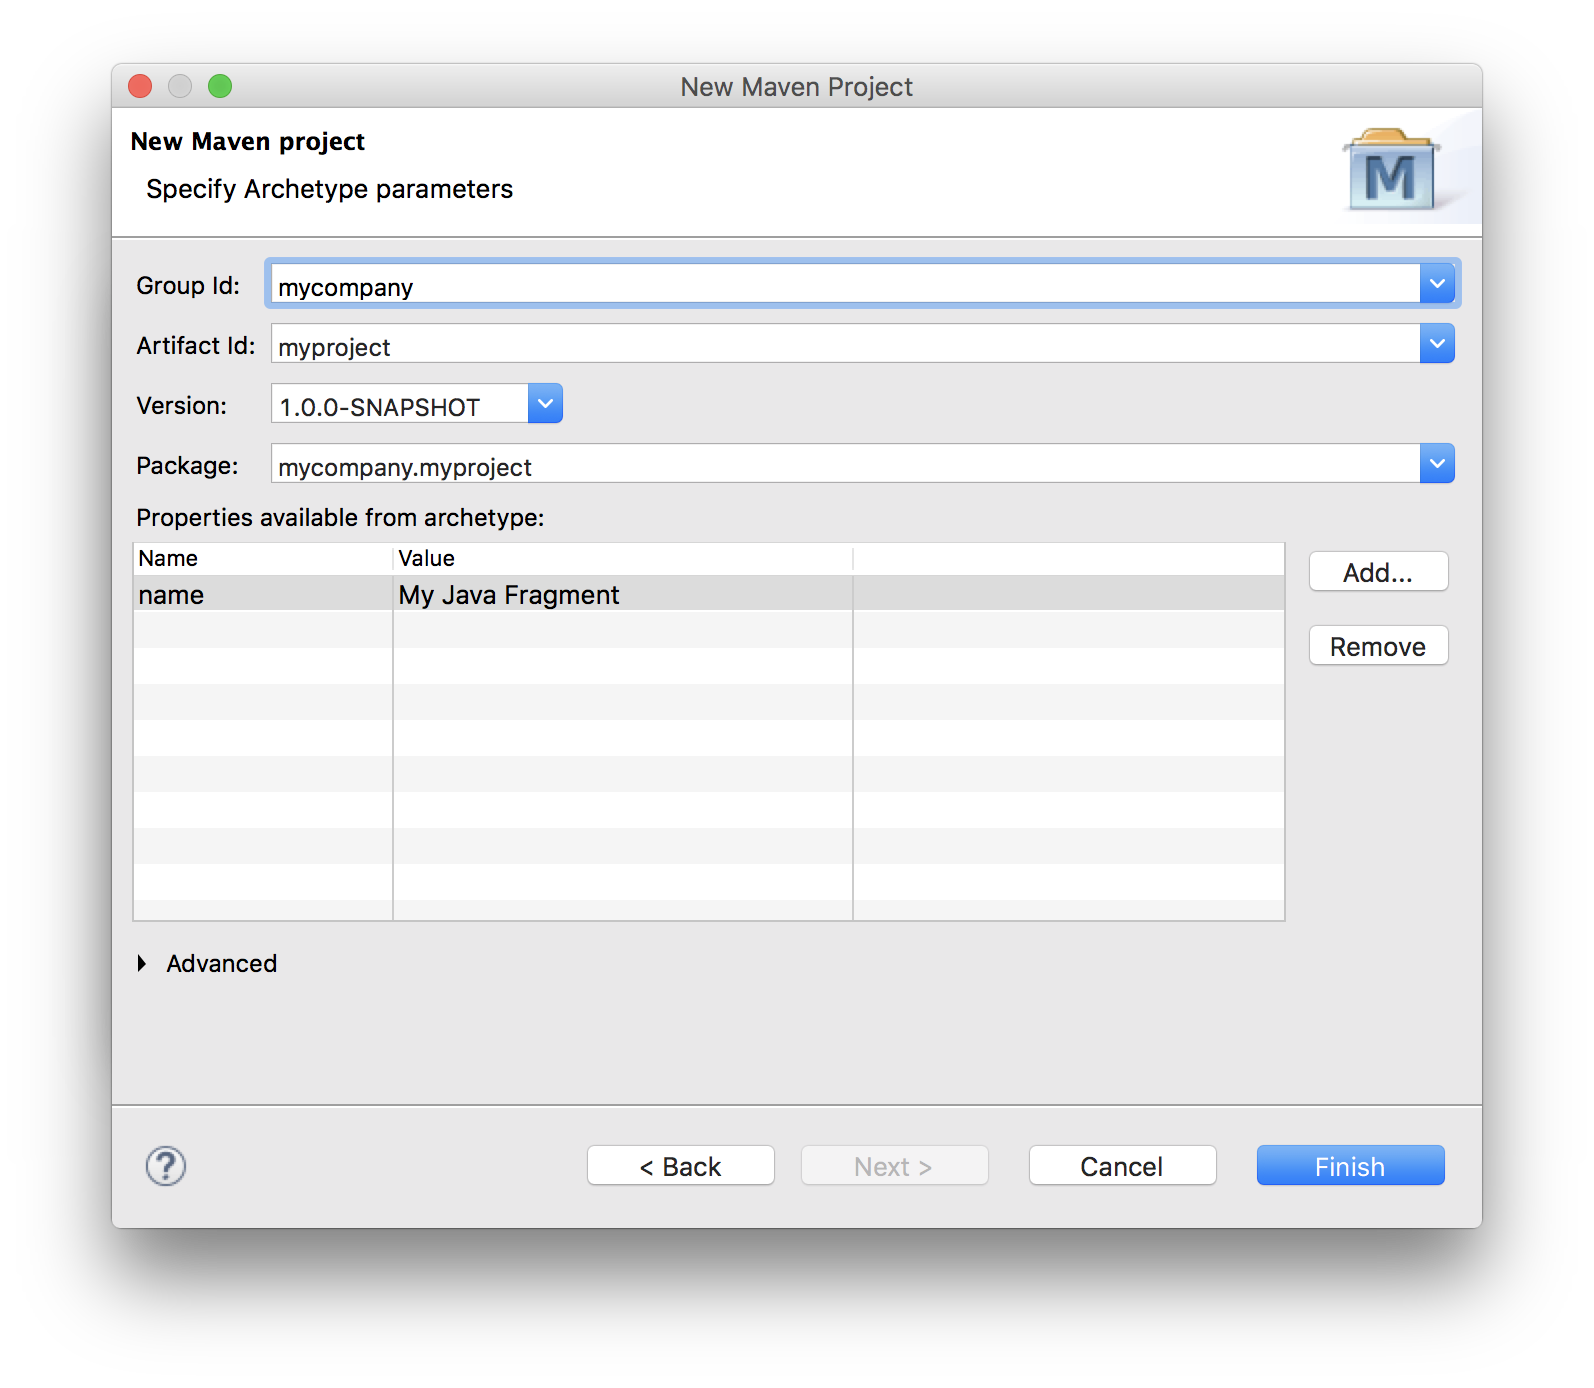 New Maven Project
New Maven project
Specify Archetype parameters
M
Group Id: mycompany
Artifact Id: myproject
Version: 1.0.0-SNAPSHOT
Package: mycompany.myproject
Properties available from archetype:
Name Value
name My Java Fragment
Add...
Remove
Advanced
? < Back Next > Cancel Finish